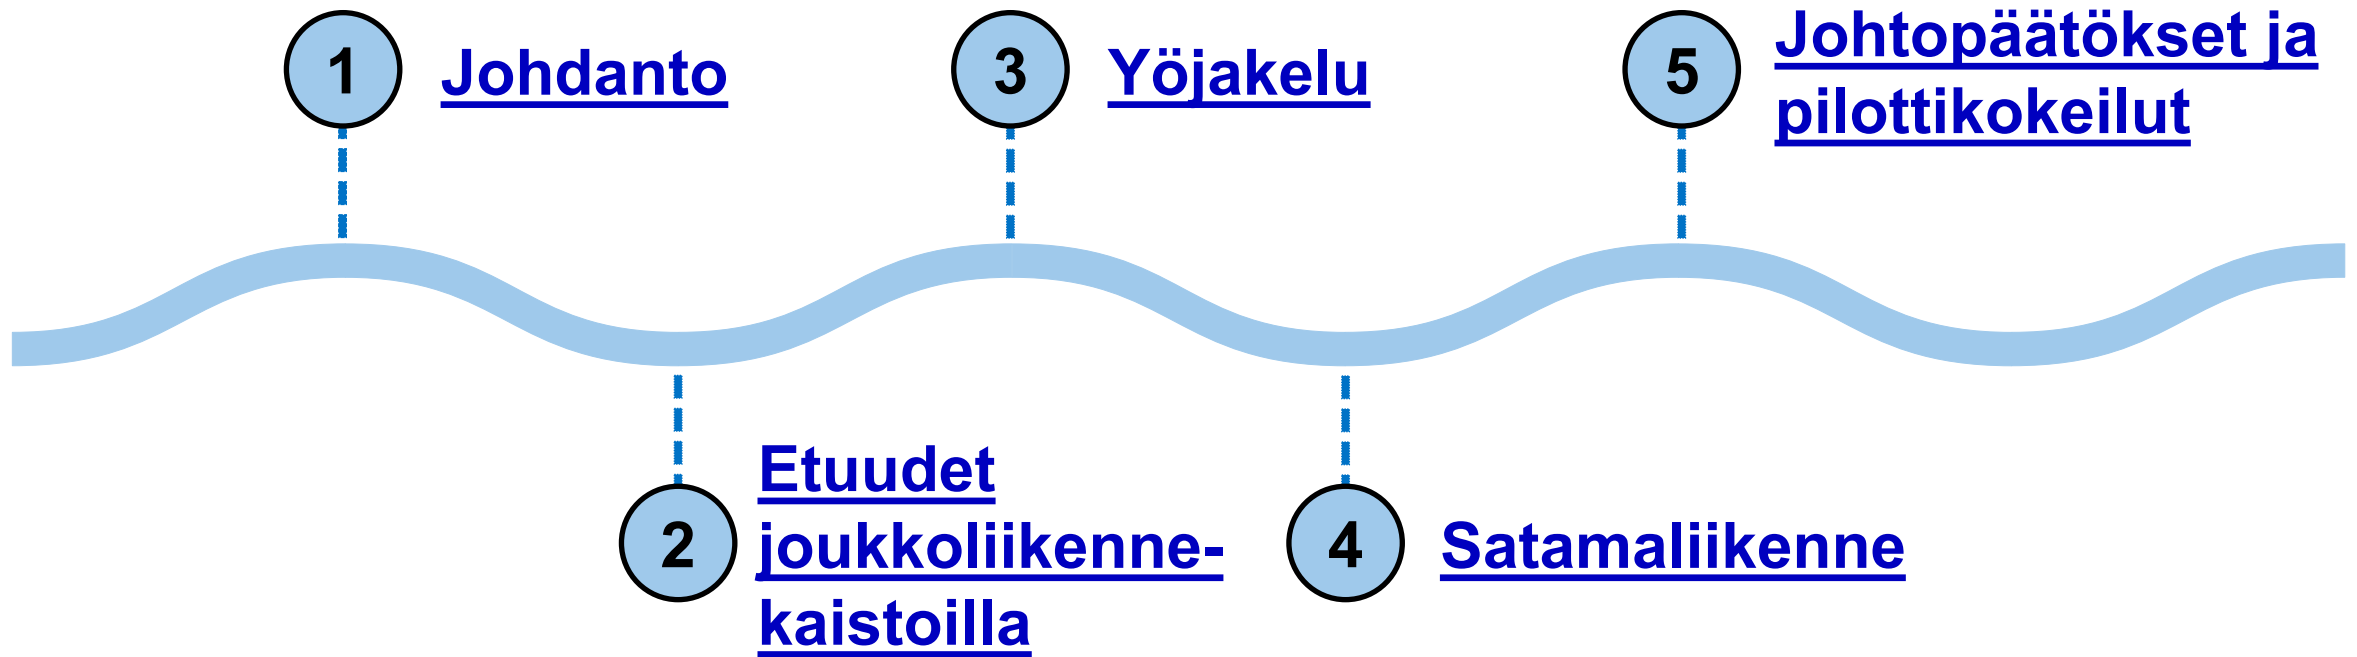 1
Johdanto
2
Etuudet
joukkoliikenne-
kaistoilla
3
Yöjakelu
4
Satamaliikenne
5
Johtopäätökset ja
pilottikokeilut